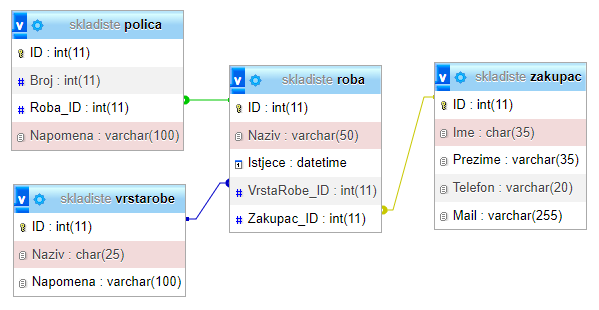 skladiste polica
ID : int(11)
Broj : int(11)
Roba_ID : int(11)
Napomena : varchar(100)
skladiste vrstarobe
ID : int(11)
Naziv : char(25)
Napomena : varchar(100)
skladiste roba
ID : int(11)
Naziv : varchar(50)
Istjece : datetime
VrstaRobe_ID : int(11)
Zakupac_ID : int(11)
skladiste zakupac
ID : int(11)
Ime : char(35)
Prezime : varchar(35)
Telefon : varchar(20)
Mail : varchar(255)